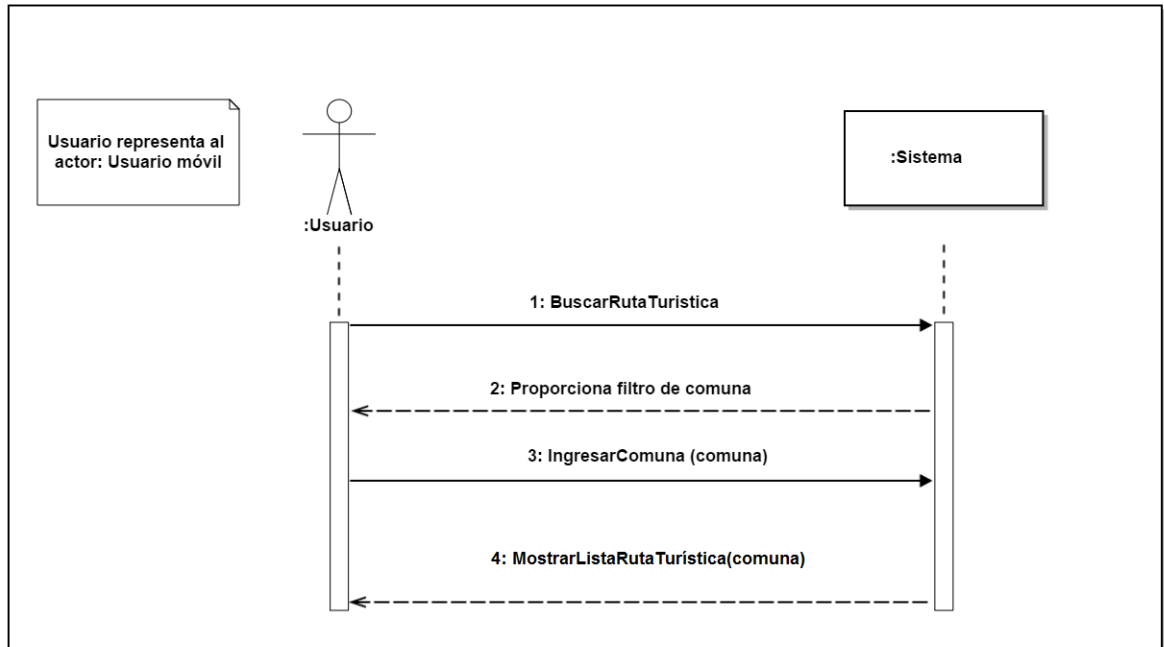 Usuario representa al
actor: Usuario móvil
:Usuario
:Sistema
1: BuscarRutaTuristica
2: Proporciona filtro de comuna
3: IngresarComuna (comuna)
4: MostrarListaRutaTurística(comuna)